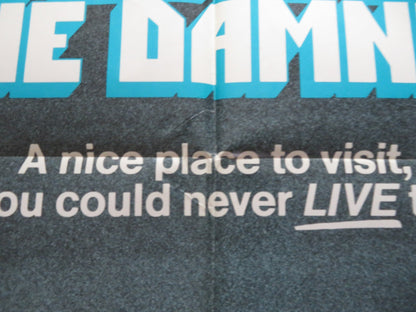 HE DAMN
A nice place to visit,
ou could never LIVE t